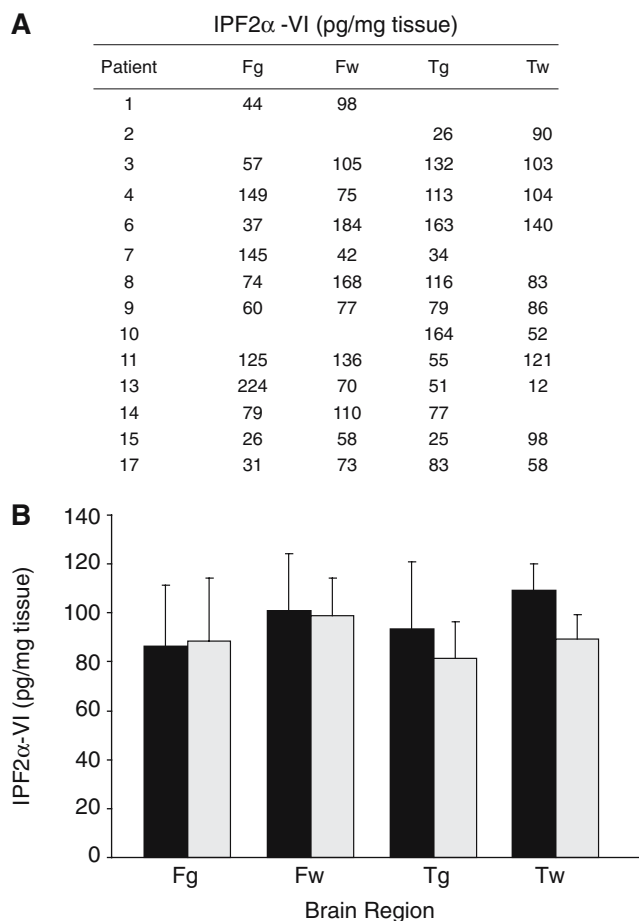 A
IPF2α -VI (pg/mg tissue)
Patient Fg Fw Tg Tw
1 44 98
2 26 90
3 57 105 132 103
4 149 75 113 104
6 37 184 163 140
7 145 42 34
8 74 168 116 83
9 60 77 79 86
10 164 52
11 125 136 55 121
13 224 70 51 12
14 79 110 77
15 26 58 25 98
17 31 73 83 58
B
IPF2α-VI (pg/mg tissue)
140
120
100
80
60
40
20
0
Fg Fw Tg Tw
Brain Region